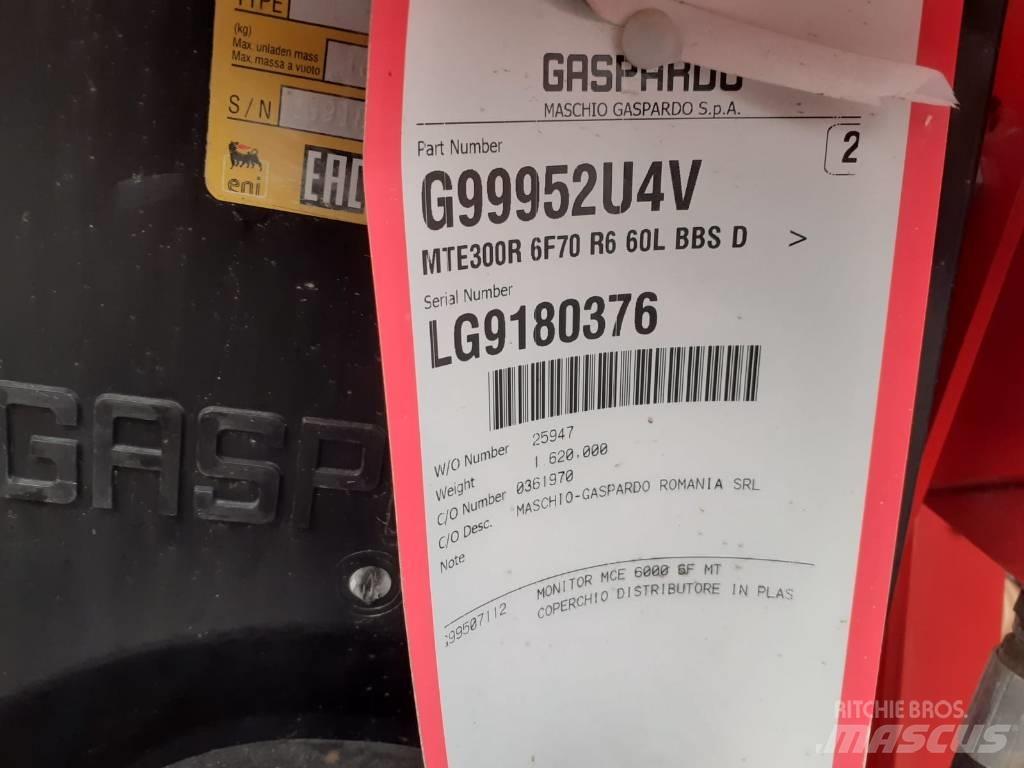 TYPE
(kg)
Max. unladen mass
Max. massa a vuoto
S/N
eni
EAC
GASP
GASPARDO
MASCHIO GASPARDO S.p.A.
2
Part Number
G99952U4V
MTE300R 6F70 R6 60L BBS D >
Serial Number
LG9180376
W/O Number 25947
Weight 1 620.000
C/O Number 0361970
C/O Desc. MASCHIO-GASPARDO ROMANIA SRL
Note
MONITOR MCE 6000 6F MT
99507112 COPERCHIO DISTRIBUTORE IN PLAS
RITCHIE BROS.
MASCUS